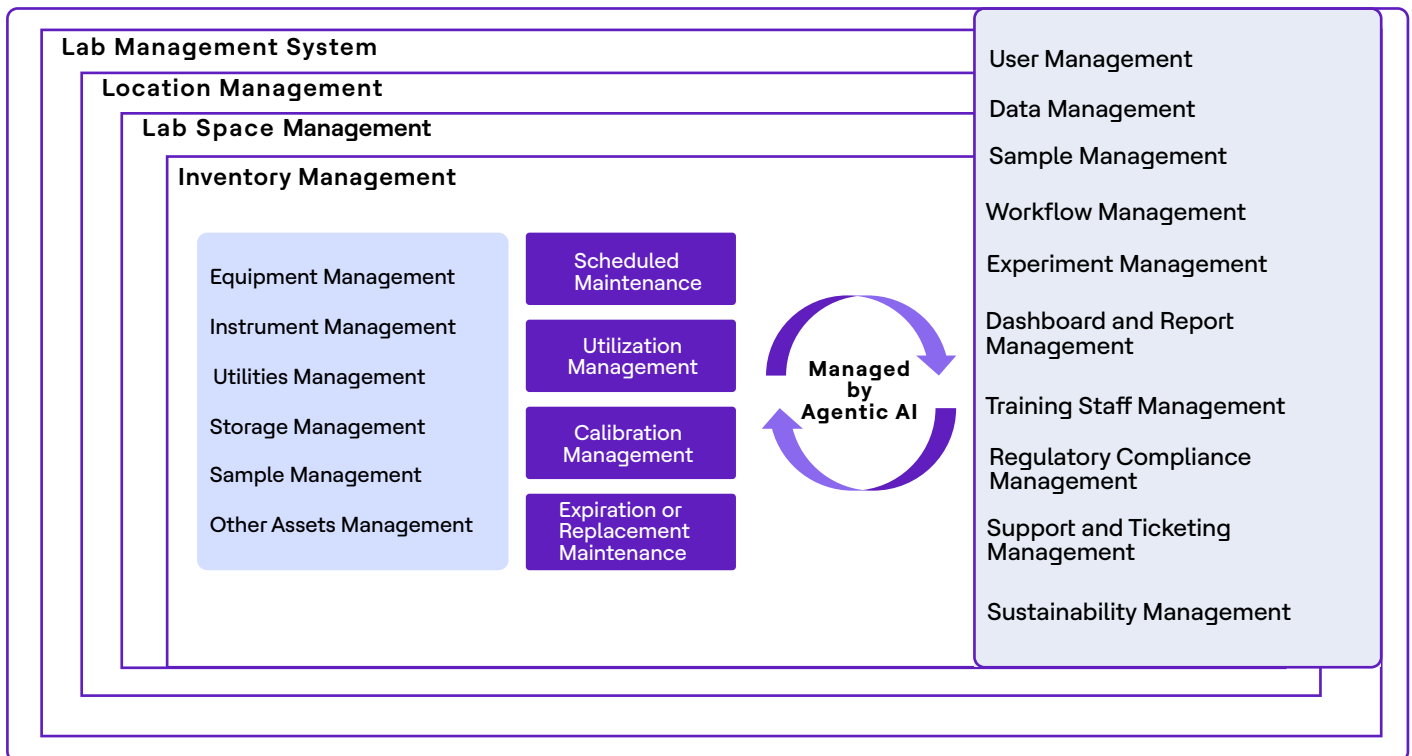 Lab Management System
Location Management
Lab Space Management
Inventory Management
Equipment Management
Instrument Management
Utilities Management
Storage Management
Sample Management
Other Assets Management
Scheduled
Maintenance
Utilization
Management
Calibration
Management
Expiration or
Replacement
Maintenance
Managed
by
Agentic AI
User Management
Data Management
Sample Management
Workflow Management
Experiment Management
Dashboard and Report
Management
Training Staff Management
Regulatory Compliance
Management
Support and Ticketing
Management
Sustainability Management